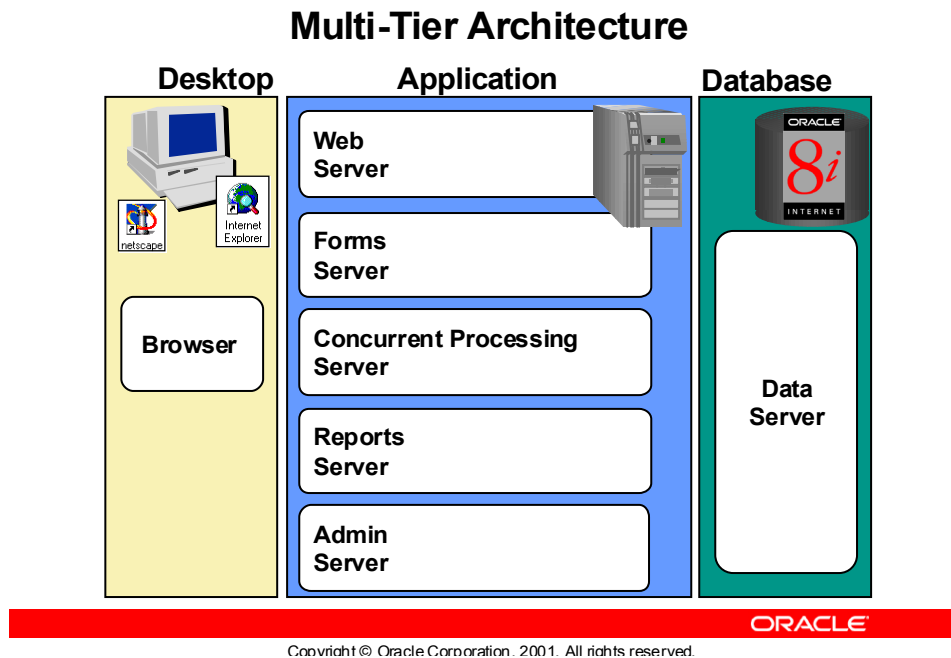 Multi-Tier Architecture
Desktop
Application
Database
netscape
Internet
Explorer
Browser
Web
Server
Forms
Server
Concurrent Processing
Server
Reports
Server
Admin
Server
ORACLE
8i
INTERNET
Data
Server
ORACLE
Copyright © Oracle Corporation, 2001. All rights reserved.